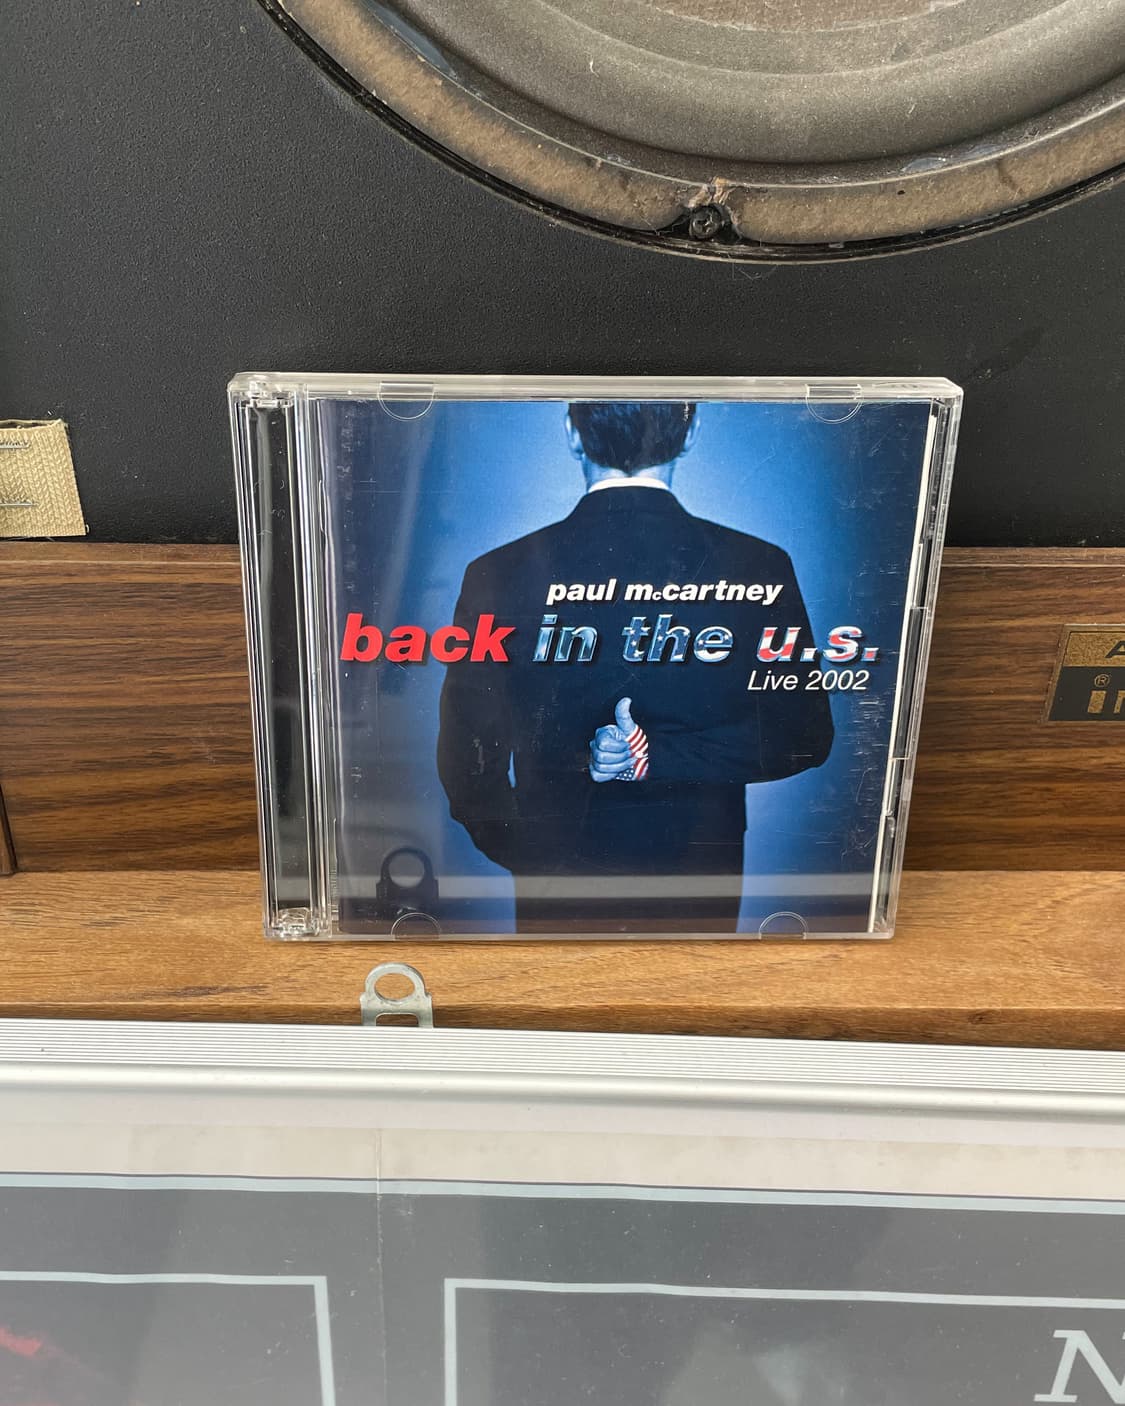 paul mccartney
back in the u.s.
Live 2002